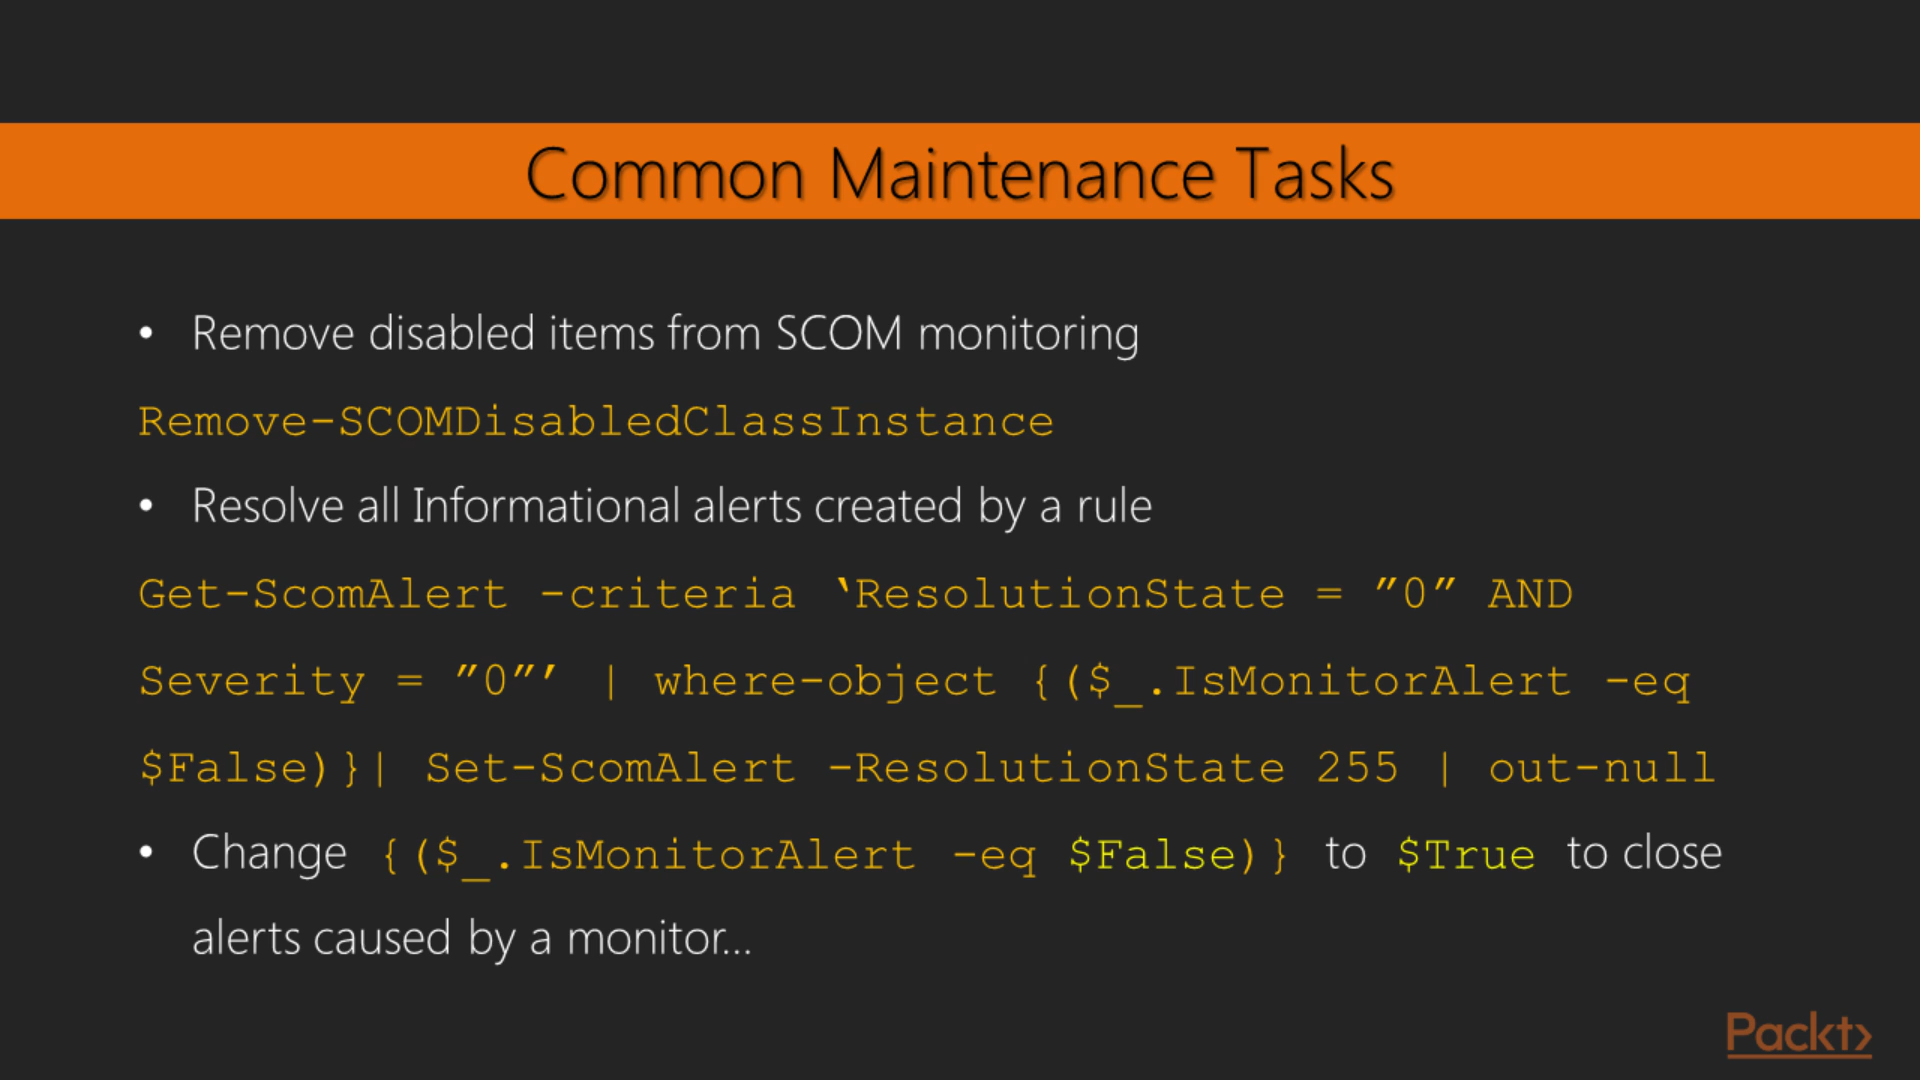 Common Maintenance Tasks
• Remove disabled items from SCOM monitoring
Remove-SCOMDisabledClassInstance
• Resolve all Informational alerts created by a rule
Get-ScomAlert -criteria ‛ResolutionState = ”0” AND
Severity = ”0”’ | where-object {($_.IsMonitorAlert -eq
$False)}| Set-ScomAlert -ResolutionState 255 | out-null
• Change {($_.IsMonitorAlert -eq $False)} to $True to close
alerts caused by a monitor...
Packt>